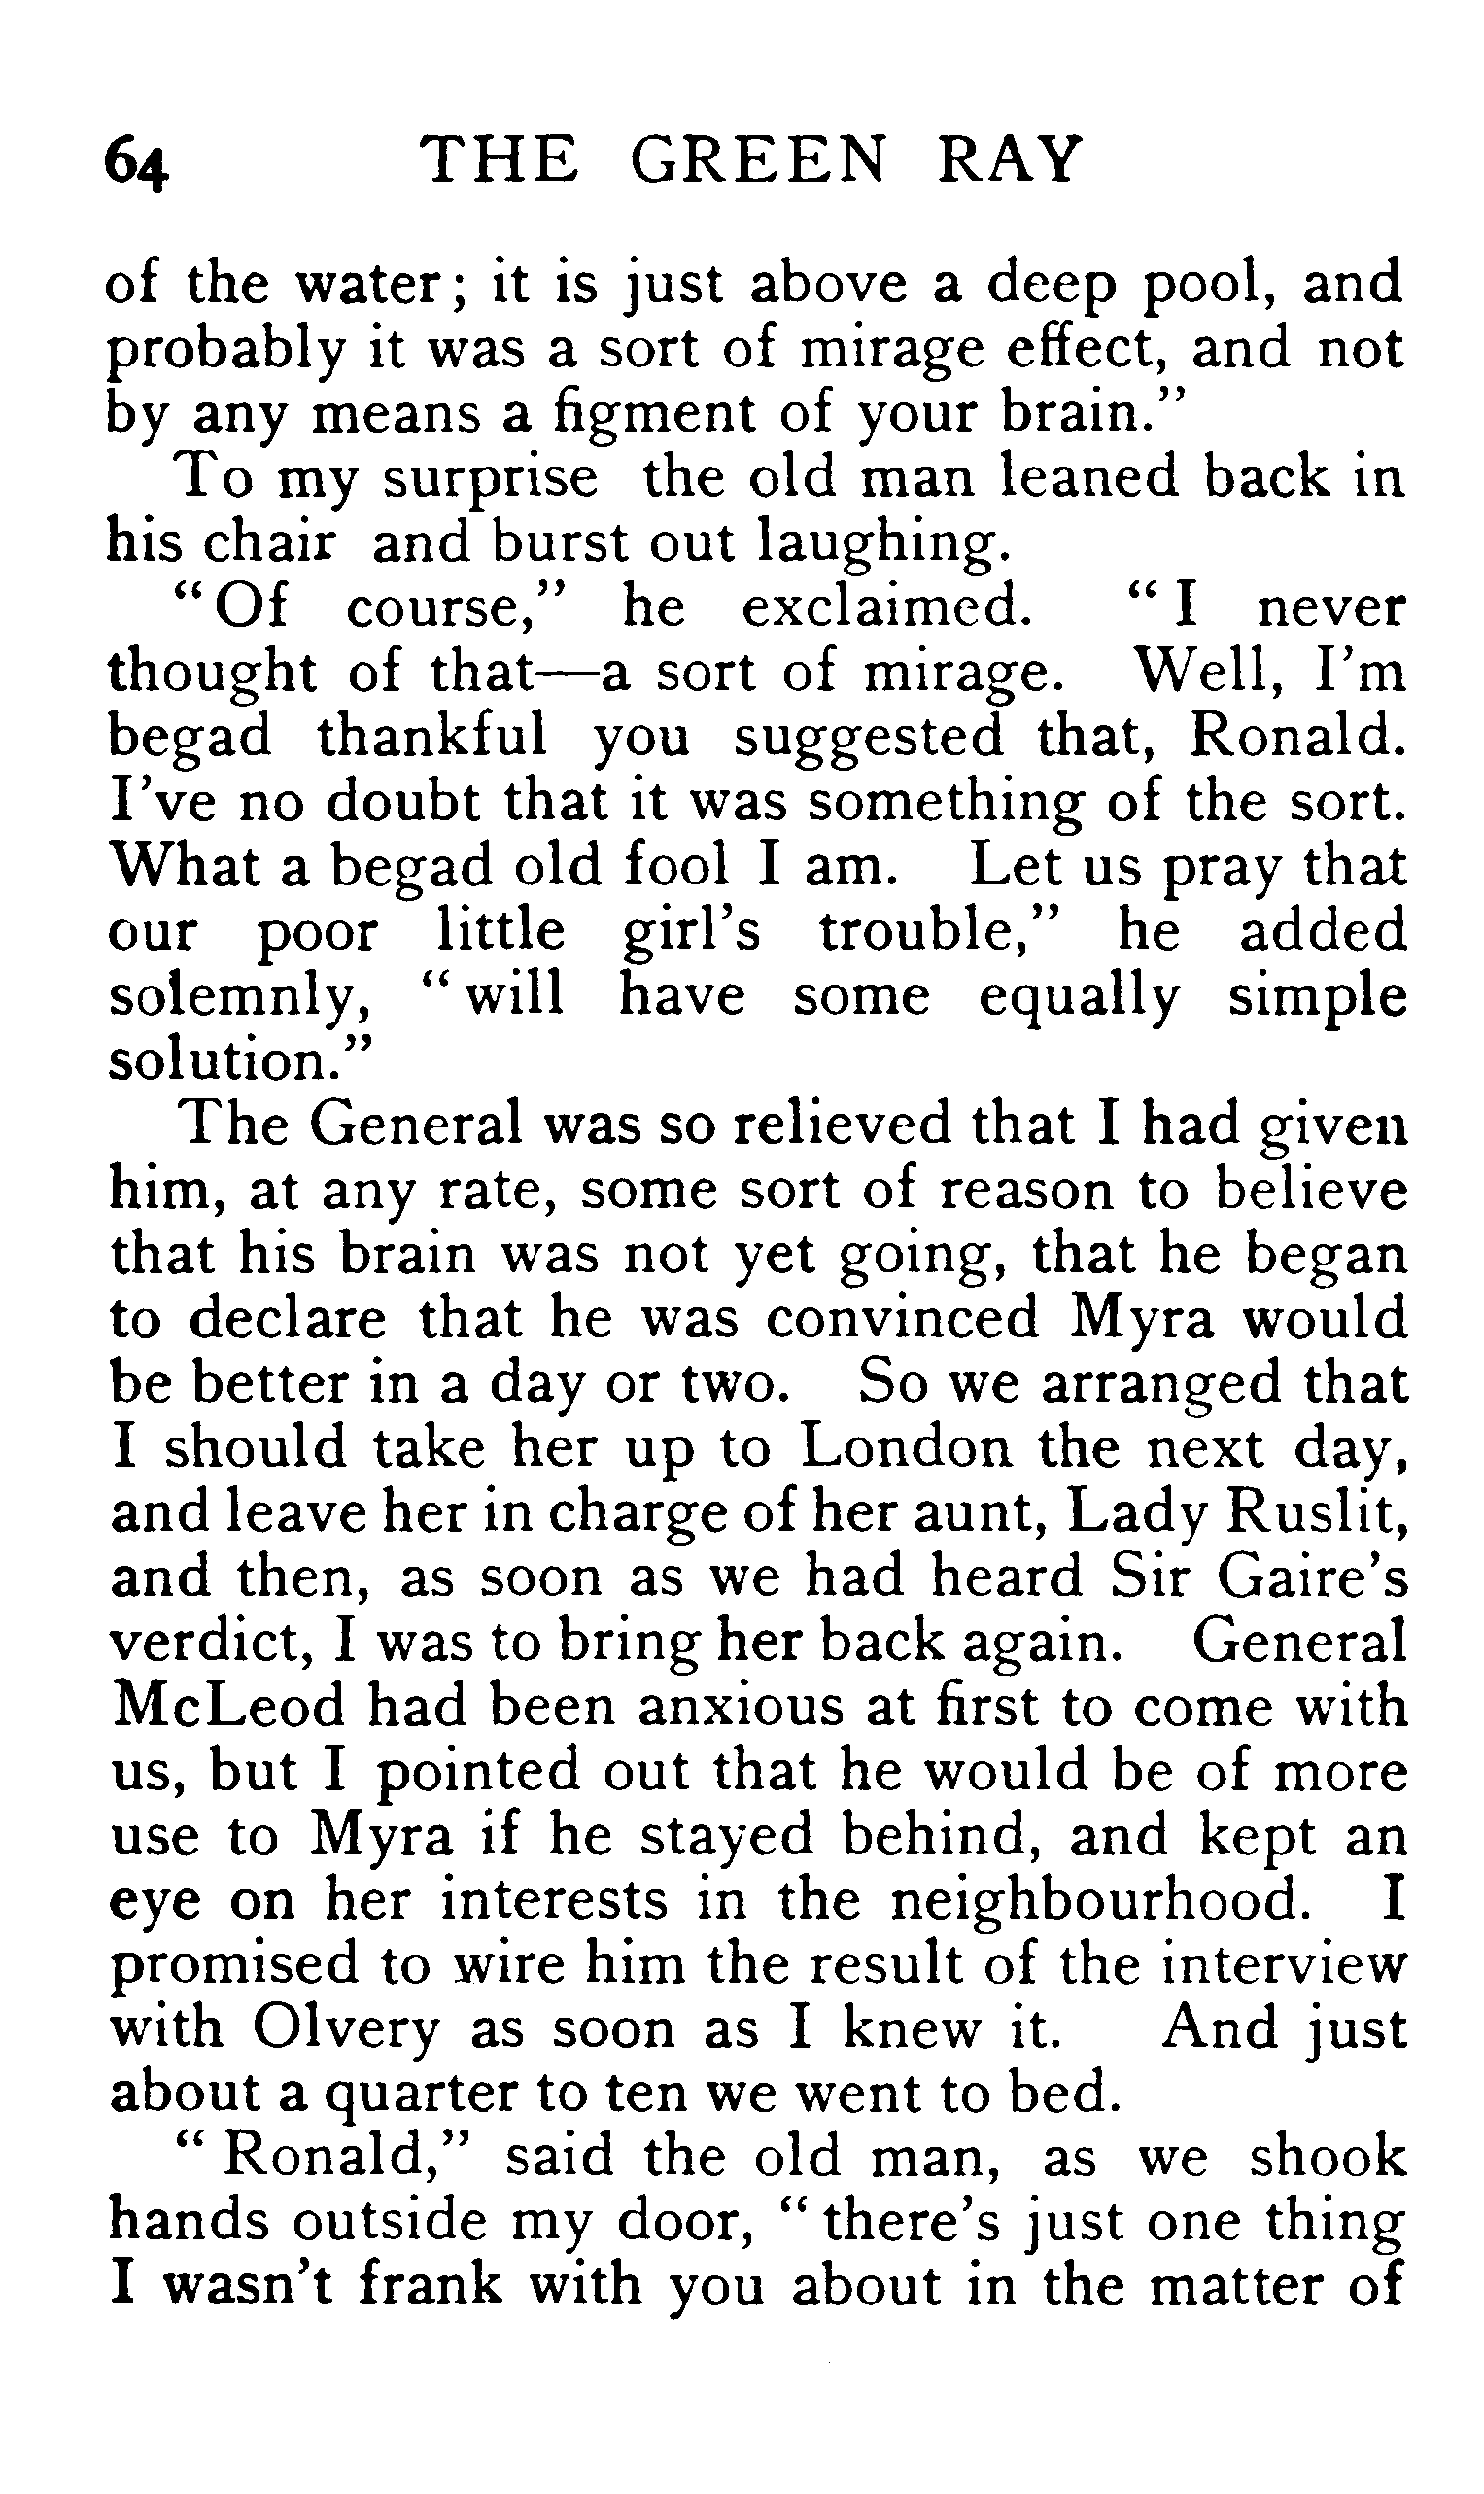 64 THE GREEN RAY
of the water; it is just above a deep pool, and
probably it was a sort of mirage effect, and not
by any means a figment of your brain."
To my surprise the old man leaned back in
his chair and burst out laughing.
"Of course," he exclaimed. "I never
thought of that—a sort of mirage. Well, I'm
begad thankful you suggested that, Ronald.
I've no doubt that it was something of the sort.
What a begad old fool I am. Let us pray that
our poor little girl's trouble," he added
solemnly, "will have some equally simple
solution."
The General was so relieved that I had given
him, at any rate, some sort of reason to believe
that his brain was not yet going, that he began
to declare that he was convinced Myra would
be better in a day or two. So we arranged that
I should take her up to London the next day,
and leave her in charge of her aunt, Lady Ruslit,
and then, as soon as we had heard Sir Gaire's
verdict, I was to bring her back again. General
McLeod had been anxious at first to come with
us, but I pointed out that he would be of more
use to Myra if he stayed behind, and kept an
eye on her interests in the neighbourhood. I
promised to wire him the result of the interview
with Olvery as soon as I knew it. And just
about a quarter to ten we went to bed.
"Ronald," said the old man, as we shook
hands outside my door, "there's just one thing
I wasn't frank with you about in the matter of